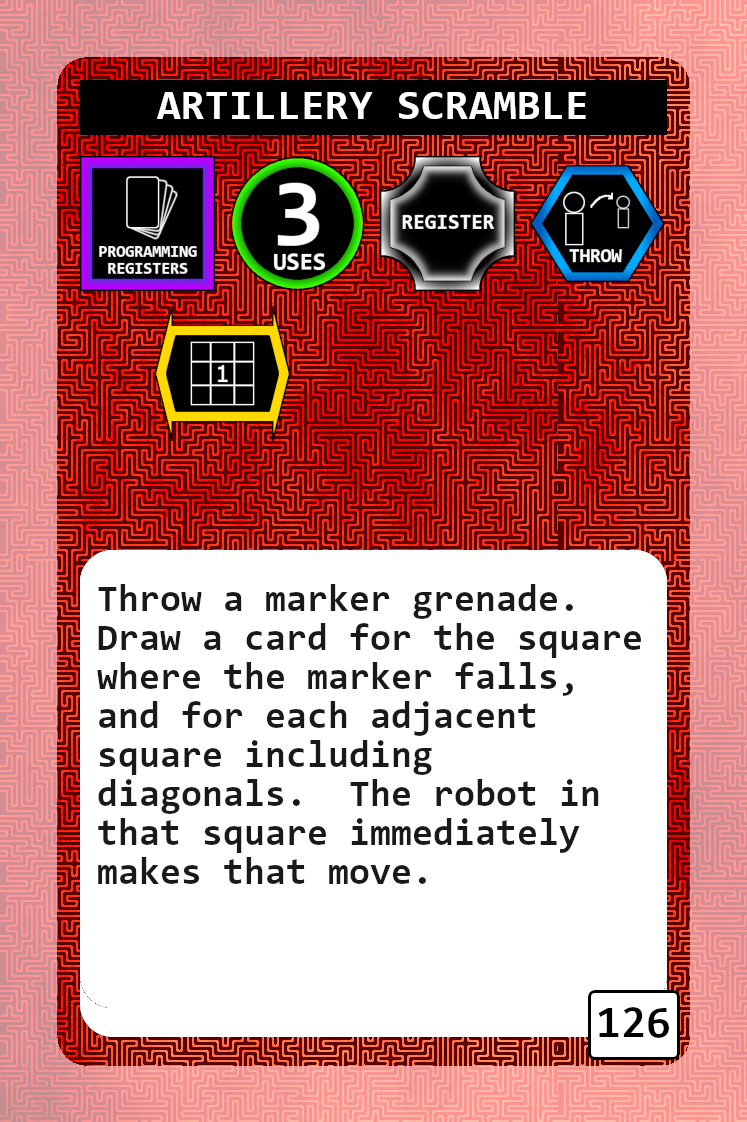 ARTILLERY SCRAMBLE
PROGRAMMING
REGISTERS
3
USES
REGISTER
THROW
1
Throw a marker grenade.
Draw a card for the square
where the marker falls,
and for each adjacent
square including
diagonals.  The robot in
that square immediately
makes that move.
126